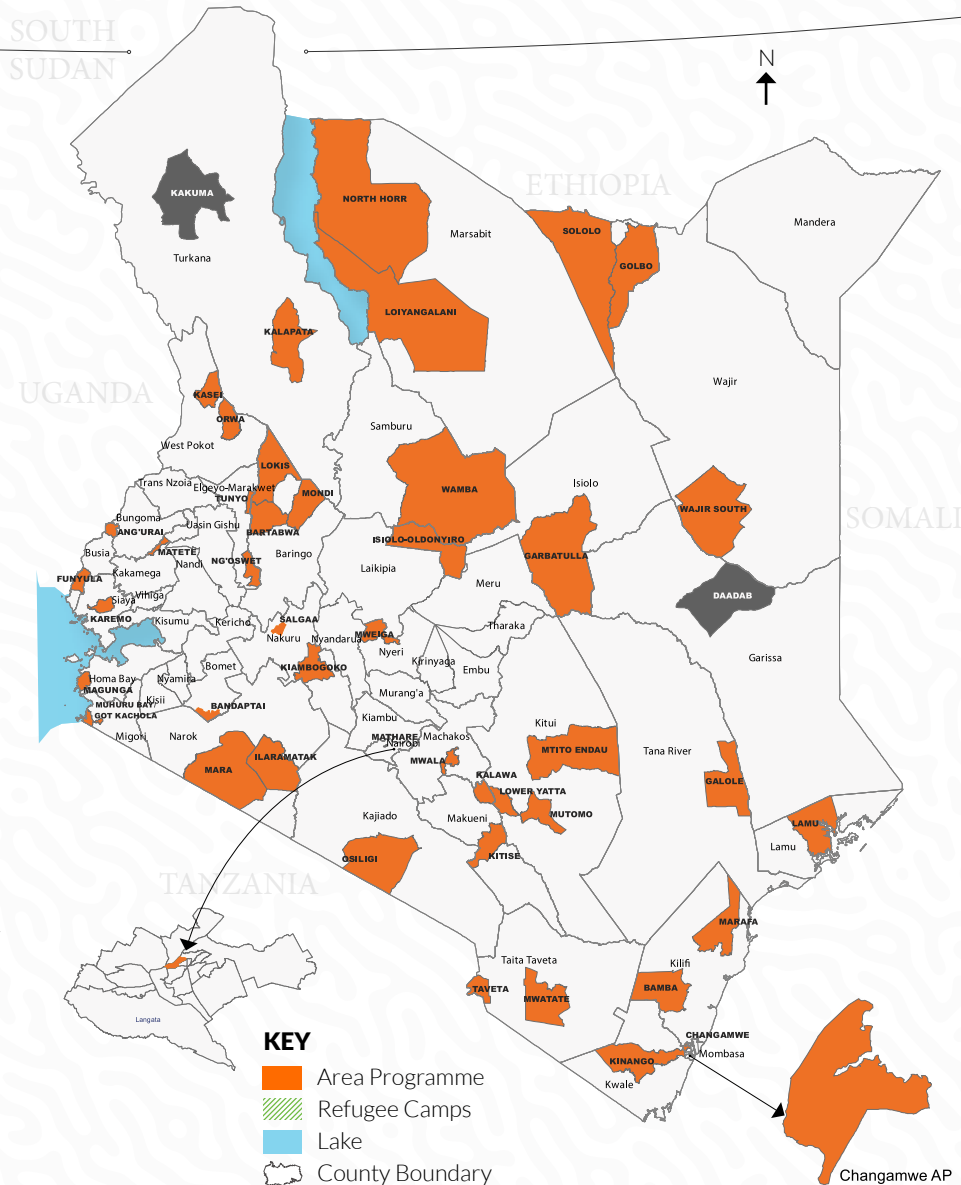 SOUTH
SUDAN
N
ETHIOPIA
KAKUMA
NORTH HORR
Mandera
SOLOLO
Marsabit
Turkana
GOLBO
LOIYANGALANI
KALAPATA
UGANDA
Wajir
KASEI
ORWA
Samburu
West Pokot
LOKIS
Trans Nzoia
Elgeyo-Marakwet
TUNYO
MONDI
WAMBA
Isiolo
WAJIR SOUTH
SOMALI
Bungoma
ANG'URAI
Uasin Gishu
BARTABWA
ISIOLO-OLDONYIRO
Busia
MATETE
Nandi
NG'OSWET
Baringo
GARBATULLA
Kakamega
Laikipia
FUNYULA
Meru
Siaya
Vihiga
DAADAB
KAREMO
Kisumu
Kericho
SALGAA
Tharaka
Nakuru
Nyandarua
MWEIGA
Nyeri
Kirinyaga
Embu
Garissa
Bomet
KIAMBOGOKO
Homa Bay
Nyamira
MAGUNGA
Kisii
Murang'a
MUHURU BAY/
GOT KACHOLA
BANDAPTAI
Kiambu
Migori
Narok
MATHARE
Nairobi
Machakos
Kitui
Tana River
MTITO ENDAU
MARA
ILARAMATAK
MWALA
KALAWA
LOWER YATTA
GALOLE
Kajiado
Makueni
MUTOMO
LAMU
Lamu
OSILIGI
KITISE
TANZANIA
MARAFA
Taita Taveta
Kilifi
TAVETA
MWATATE
BAMBA
Langata
CHANGAMWE
Mombasa
KINANGO
Kwale
KEY
Area Programme
Refugee Camps
Lake
County Boundary
Changamwe AP